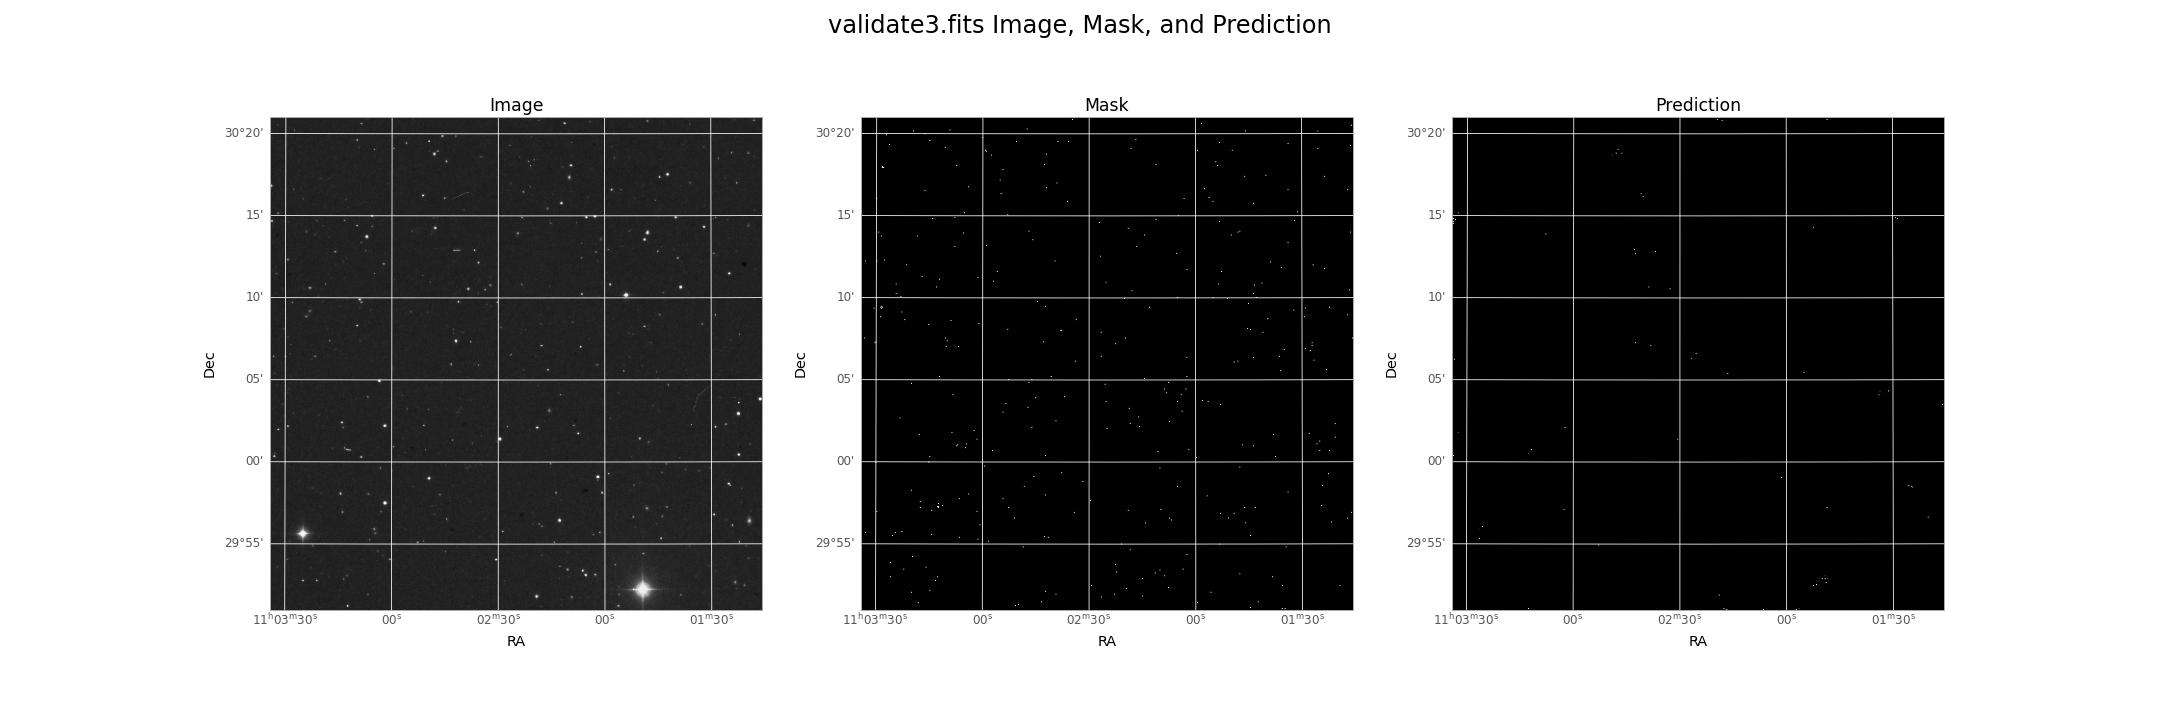 validate3.fits Image, Mask, and Prediction
Image
Dec
30°20'
15'
10'
05'
00'
29°55'
11ʰ03ᵐ30ˢ 00ˢ 02ᵐ30ˢ 00ˢ 01ᵐ30ˢ
RA
Mask
Dec
30°20'
15'
10'
05'
00'
29°55'
11ʰ03ᵐ30ˢ 00ˢ 02ᵐ30ˢ 00ˢ 01ᵐ30ˢ
RA
Prediction
Dec
30°20'
15'
10'
05'
00'
29°55'
11ʰ03ᵐ30ˢ 00ˢ 02ᵐ30ˢ 00ˢ 01ᵐ30ˢ
RA